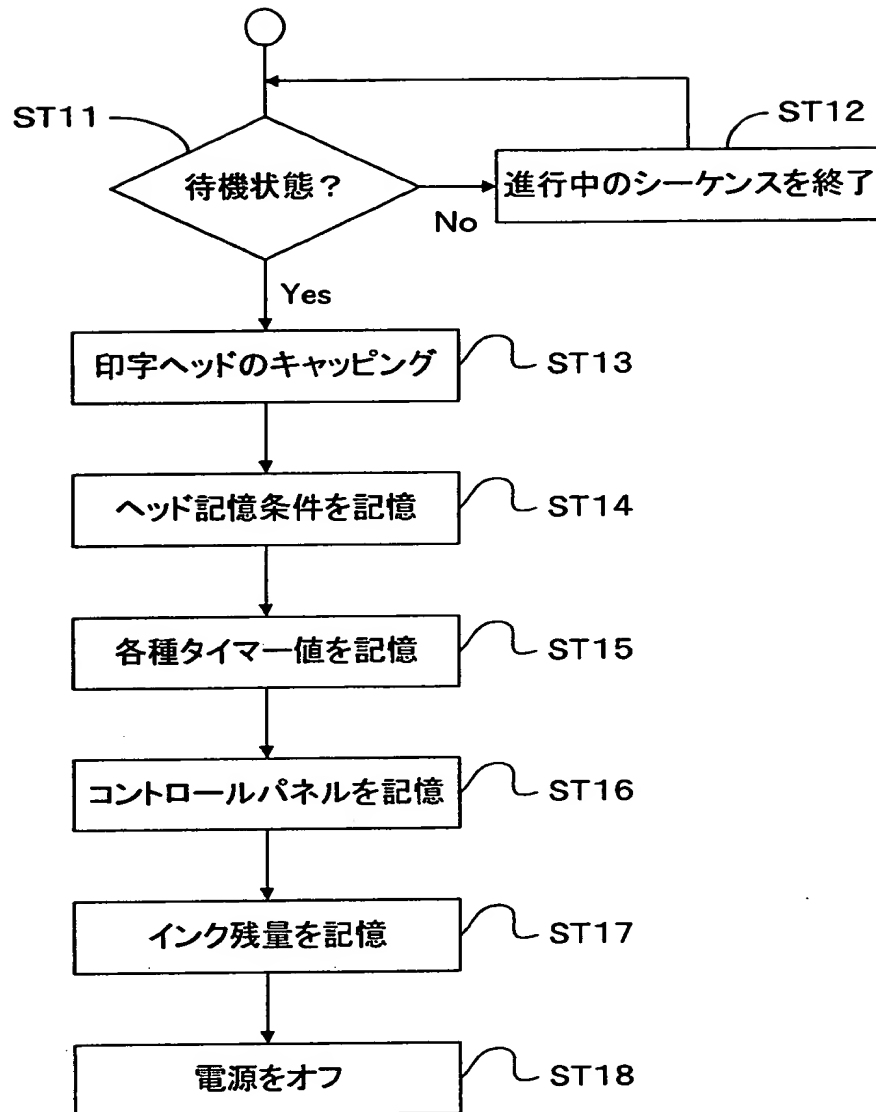 ST11
待機状態?
ST12
進行中のシーケンスを終了
No
Yes
印字ヘッドのキャッピング
ST13
ヘッド記憶条件を記憶
ST14
各種タイマー値を記憶
ST15
コントロールパネルを記憶
ST16
インク残量を記憶
ST17
電源をオフ
ST18